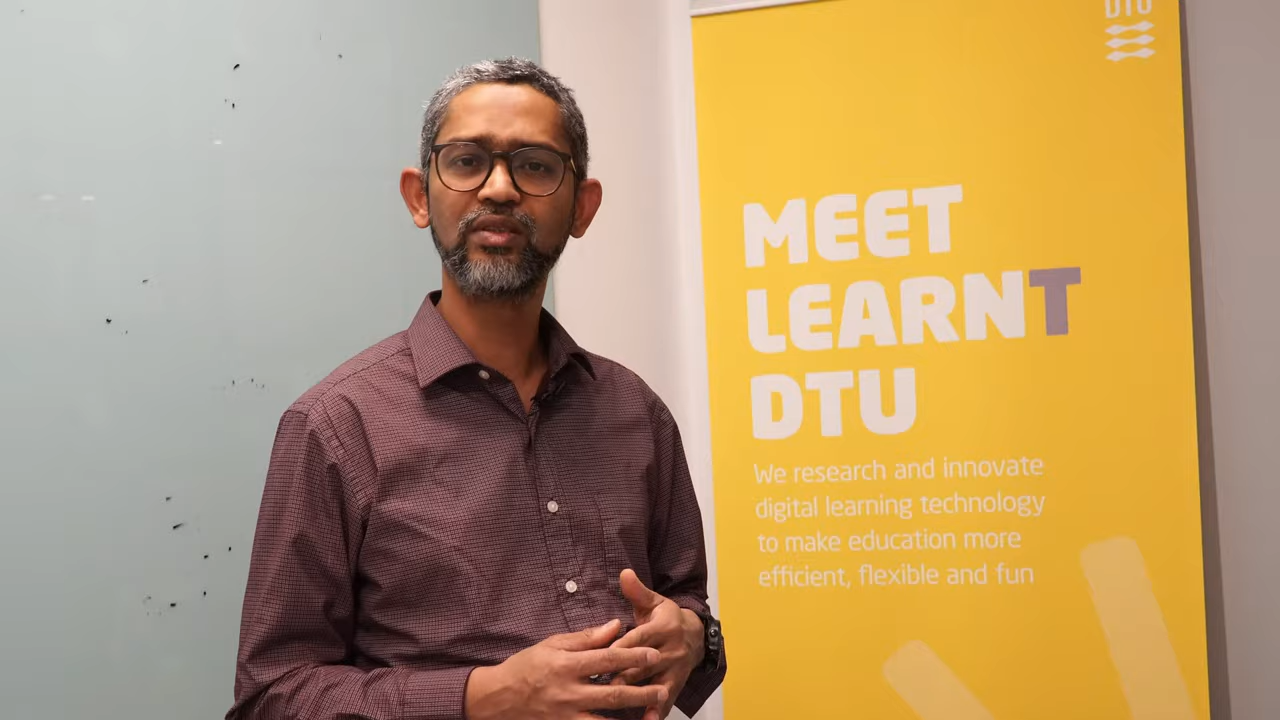 DTU
MEET
LEARNT
DTU
We research and innovate
digital learning technology
to make education more
efficient, flexible and fun